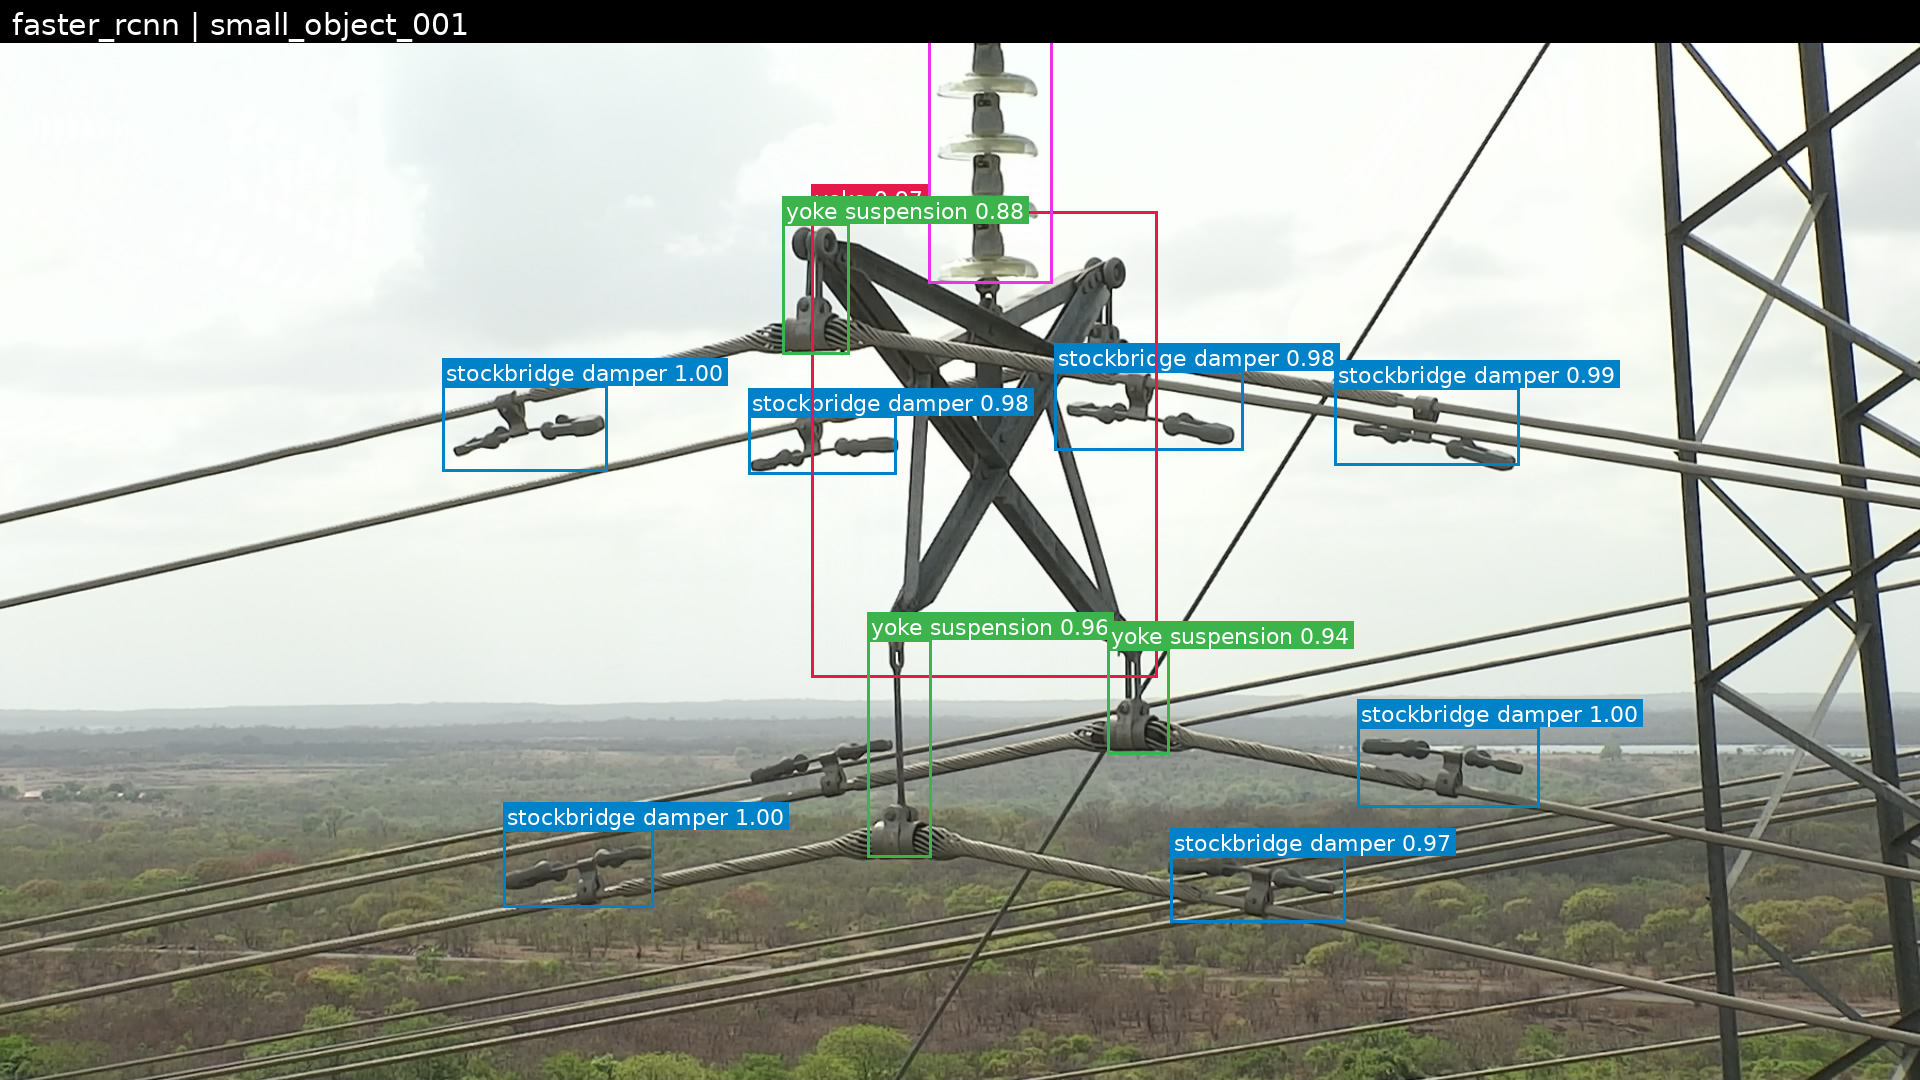 faster_rcnn | small_object_001
yoke suspension 0.88
stockbridge damper 0.98
stockbridge damper 1.00
stockbridge damper 0.99
stockbridge damper 0.98
yoke suspension 0.96
yoke suspension 0.94
stockbridge damper 1.00
stockbridge damper 1.00
stockbridge damper 0.97